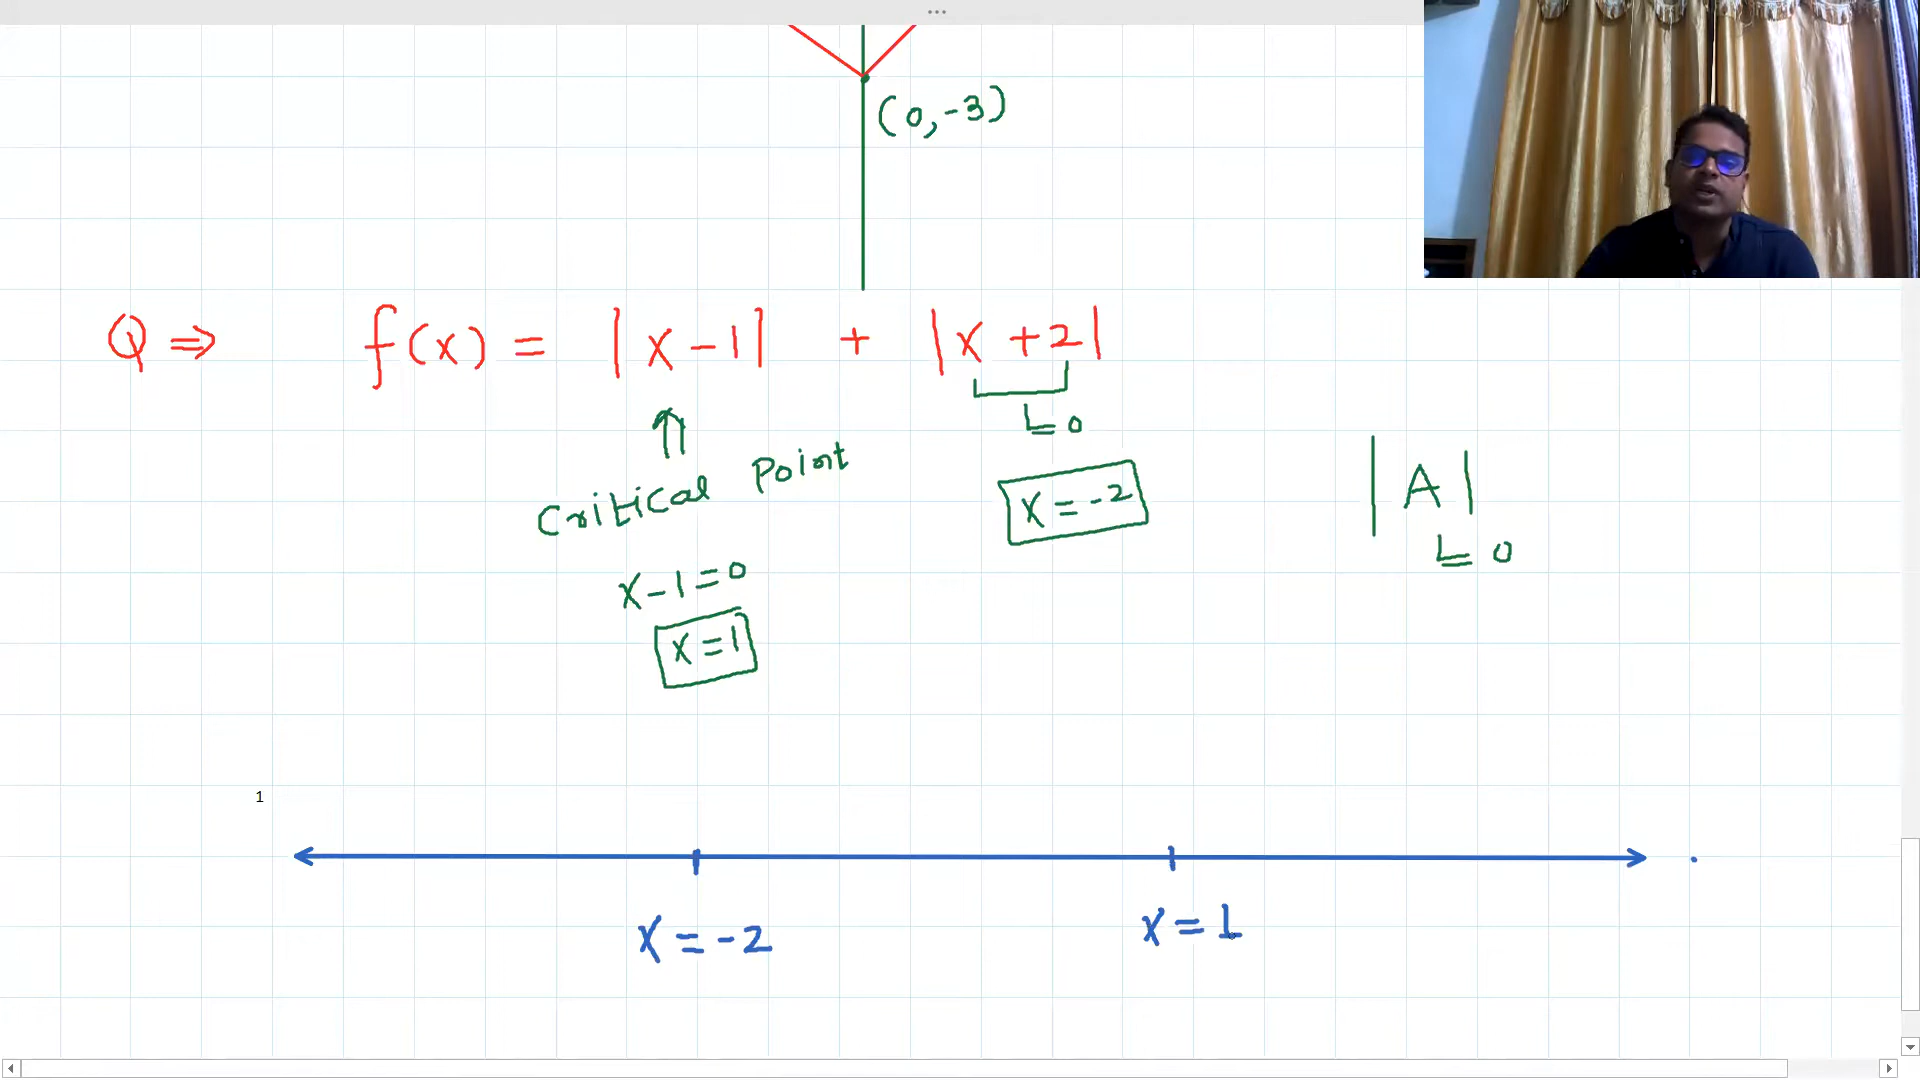 (0,-3)
Q ⇒ f(x) = |x-1| + |x+2|
= 0
critical point
x = -2
|A|
= 0
x-1=0
x=1
1
x = -2
x = 1